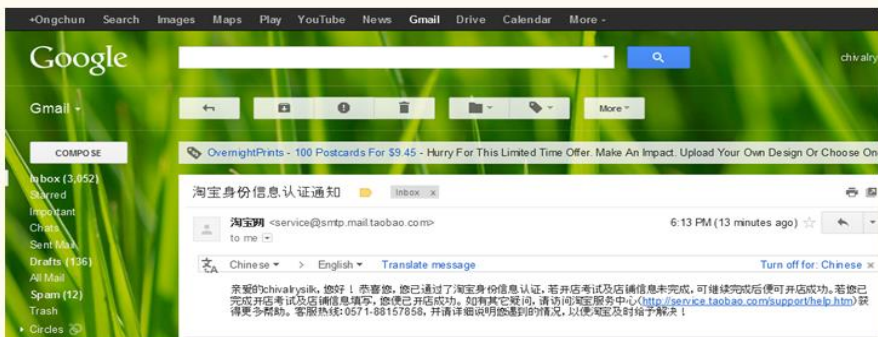 +Ongchun Search Images Maps Play YouTube News Gmail Drive Calendar More -
Google
chivalry
Gmail
More
COMPOSE
OvernightPrints - 100 Postcards For $9.45 - Hurry For This Limited Time Offer. Make An Impact. Upload Your Own Design Or Choose On
Inbox (3,052)
Starred
Important
Chats
Sent Mail
Drafts (136)
All Mail
Spam (12)
Trash
Circles
淘宝身份信息认证通知 Inbox x
淘宝网 <service@smtp.mail.taobao.com> 6:13 PM (13 minutes ago)
to me
Chinese > English Translate message Turn off for: Chinese x
亲爱的chivalrysilk, 您好！恭喜您, 您已通过了淘宝身份信息认证, 若开店考试及店铺信息未完成, 可继续完成后便可开店成功。若您已
完成开店考试及店铺信息填写, 您便已开店成功。如有其它疑问, 请访问淘宝服务中心(http://service.taobao.com/support/help.htm)获
得更多帮助。客服热线: 0571-88157858, 并请详细说明您遇到的情况, 以便淘宝及时给予解决！